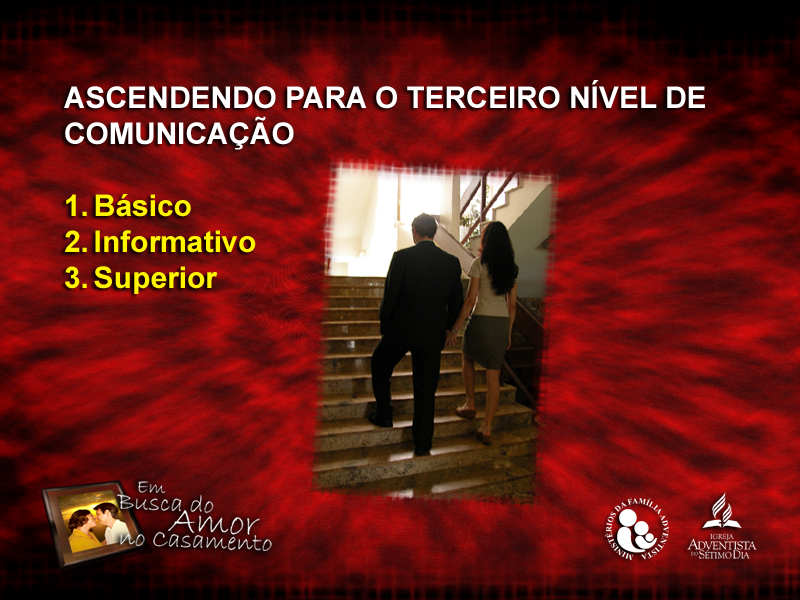 ASCENDENDO PARA O TERCEIRO NÍVEL DE
COMUNICAÇÃO
1. Básico
2. Informativo
3. Superior
Em
Busca do
Amor
no Casamento
MINISTÉRIOS DA FAMÍLIA ADVENTISTA
IGREJA
ADVENTISTA
DO SÉTIMO DIA